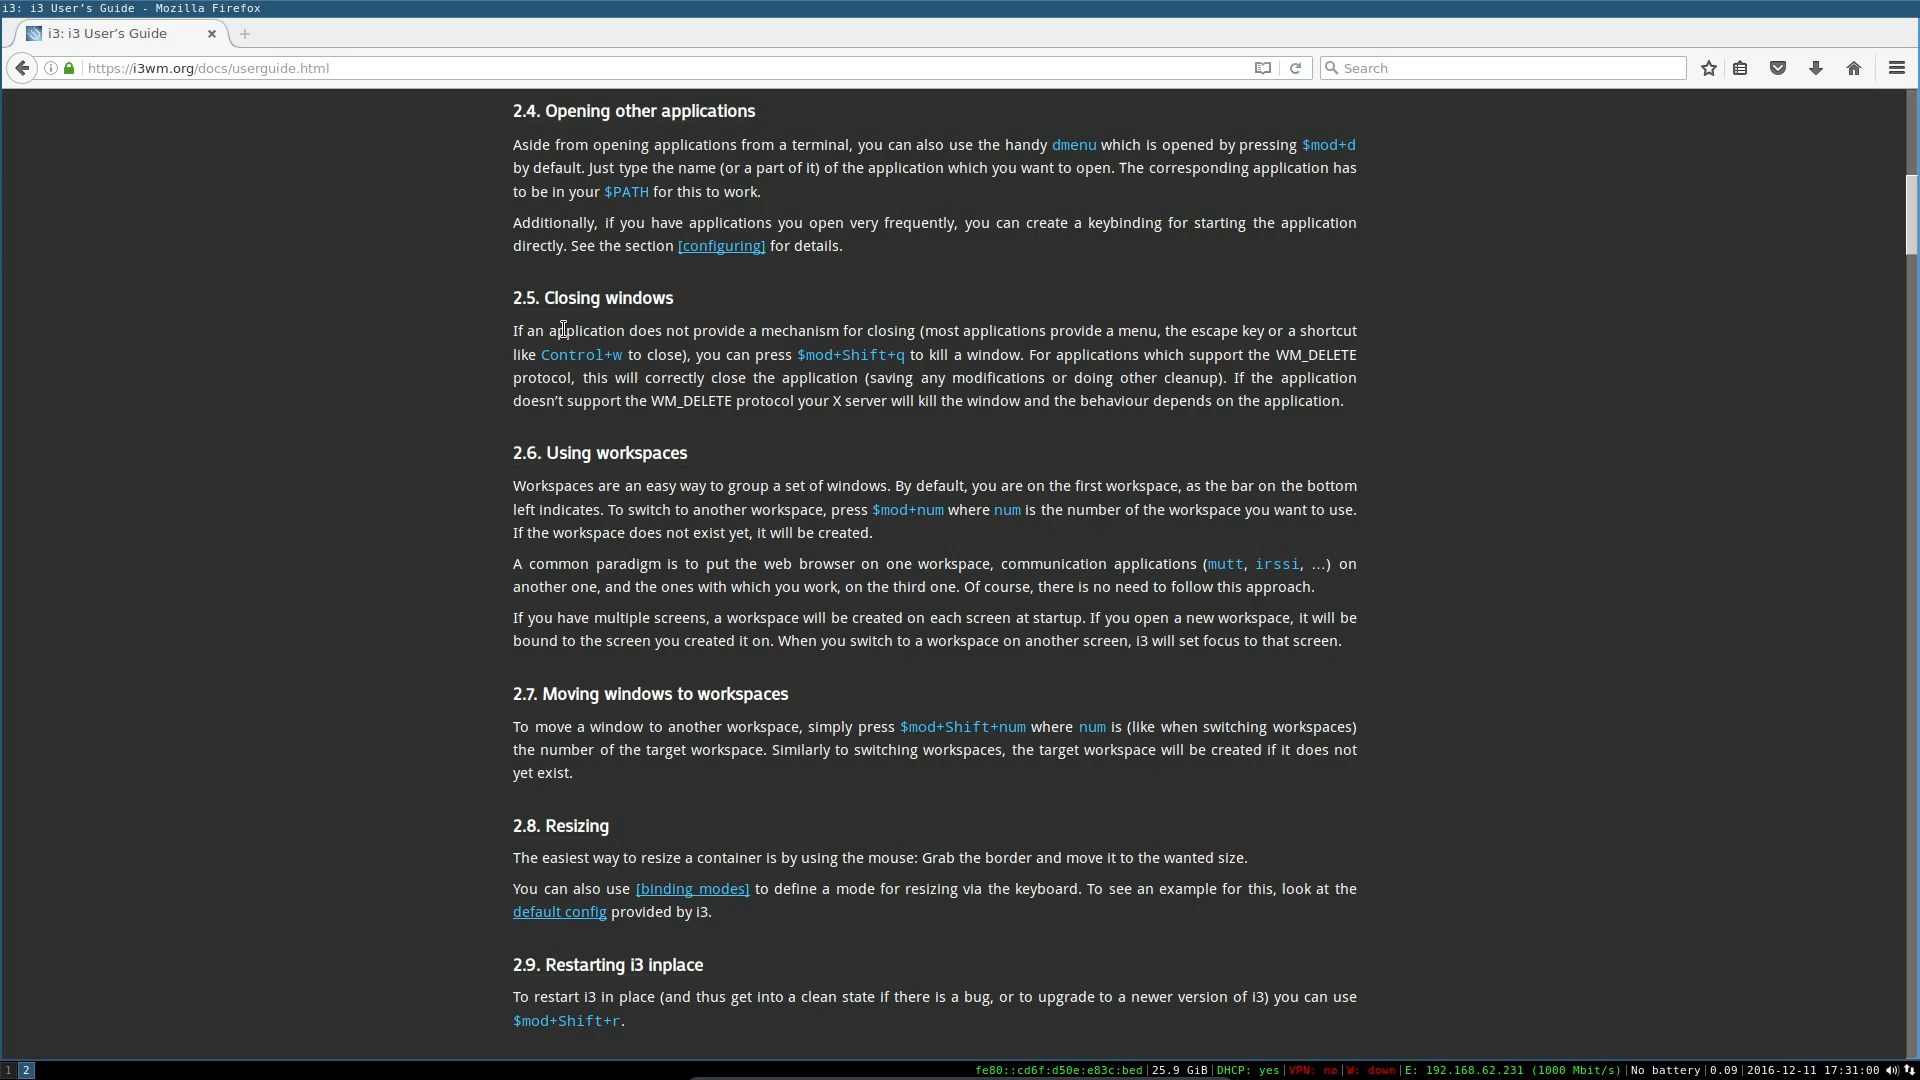 i3: i3 User’s Guide - Mozilla Firefox
i3: i3 User’s Guide
https://i3wm.org/docs/userguide.html
Search
2.4. Opening other applications
Aside from opening applications from a terminal, you can also use the handy dmenu which is opened by pressing $mod+d
by default. Just type the name (or a part of it) of the application which you want to open. The corresponding application has
to be in your $PATH for this to work.
Additionally, if you have applications you open very frequently, you can create a keybinding for starting the application
directly. See the section [configuring] for details.
2.5. Closing windows
If an application does not provide a mechanism for closing (most applications provide a menu, the escape key or a shortcut
like Control+w to close), you can press $mod+Shift+q to kill a window. For applications which support the WM_DELETE
protocol, this will correctly close the application (saving any modifications or doing other cleanup). If the application
doesn’t support the WM_DELETE protocol your X server will kill the window and the behaviour depends on the application.
2.6. Using workspaces
Workspaces are an easy way to group a set of windows. By default, you are on the first workspace, as the bar on the bottom
left indicates. To switch to another workspace, press $mod+num where num is the number of the workspace you want to use.
If the workspace does not exist yet, it will be created.
A common paradigm is to put the web browser on one workspace, communication applications (mutt, irssi, …) on
another one, and the ones with which you work, on the third one. Of course, there is no need to follow this approach.
If you have multiple screens, a workspace will be created on each screen at startup. If you open a new workspace, it will be
bound to the screen you created it on. When you switch to a workspace on another screen, i3 will set focus to that screen.
2.7. Moving windows to workspaces
To move a window to another workspace, simply press $mod+Shift+num where num is (like when switching workspaces)
the number of the target workspace. Similarly to switching workspaces, the target workspace will be created if it does not
yet exist.
2.8. Resizing
The easiest way to resize a container is by using the mouse: Grab the border and move it to the wanted size.
You can also use [binding modes] to define a mode for resizing via the keyboard. To see an example for this, look at the
default config provided by i3.
2.9. Restarting i3 inplace
To restart i3 in place (and thus get into a clean state if there is a bug, or to upgrade to a newer version of i3) you can use
$mod+Shift+r.
1 2 fe80::cd6f:d50e:e83c:bed|25.9 GiB|DHCP: yes|VPN: no|W: down|E: 192.168.62.231 (1000 Mbit/s)|No battery|0.09|2016-12-11 17:31:00